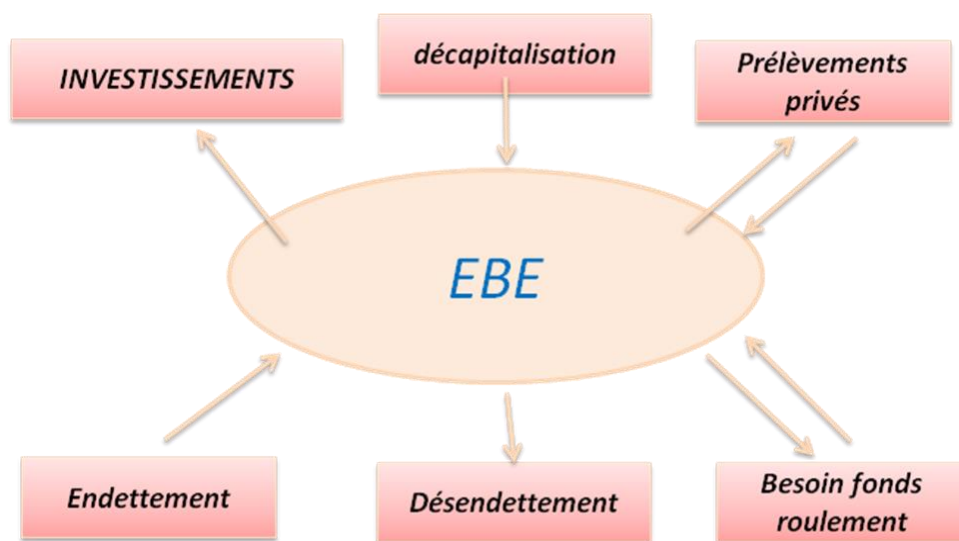 INVESTISSEMENTS
décapitalisation
Prélèvements
privés
EBE
Endettement
Désendettement
Besoin fonds
roulement